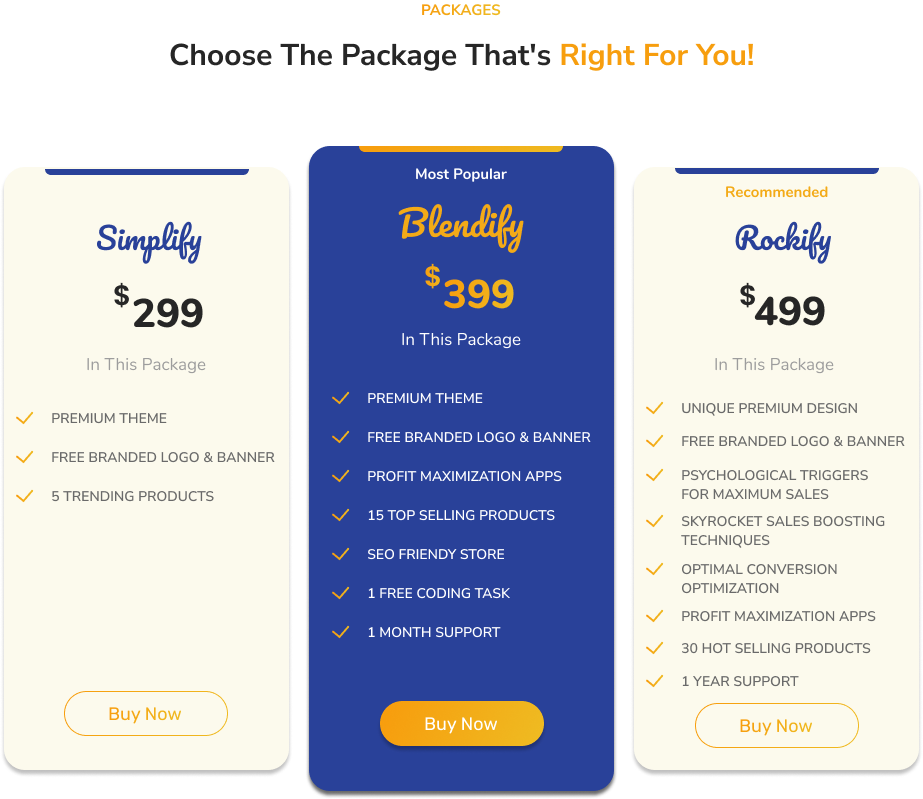 PACKAGES
Choose The Package That's Right For You!
Simplify
$299
In This Package
PREMIUM THEME
FREE BRANDED LOGO & BANNER
5 TRENDING PRODUCTS
Buy Now
Most Popular
Blendify
$399
In This Package
PREMIUM THEME
FREE BRANDED LOGO & BANNER
PROFIT MAXIMIZATION APPS
15 TOP SELLING PRODUCTS
SEO FRIENDY STORE
1 FREE CODING TASK
1 MONTH SUPPORT
Buy Now
Recommended
Rockify
$499
In This Package
UNIQUE PREMIUM DESIGN
FREE BRANDED LOGO & BANNER
PSYCHOLOGICAL TRIGGERS
FOR MAXIMUM SALES
SKYROCKET SALES BOOSTING
TECHNIQUES
OPTIMAL CONVERSION
OPTIMIZATION
PROFIT MAXIMIZATION APPS
30 HOT SELLING PRODUCTS
1 YEAR SUPPORT
Buy Now